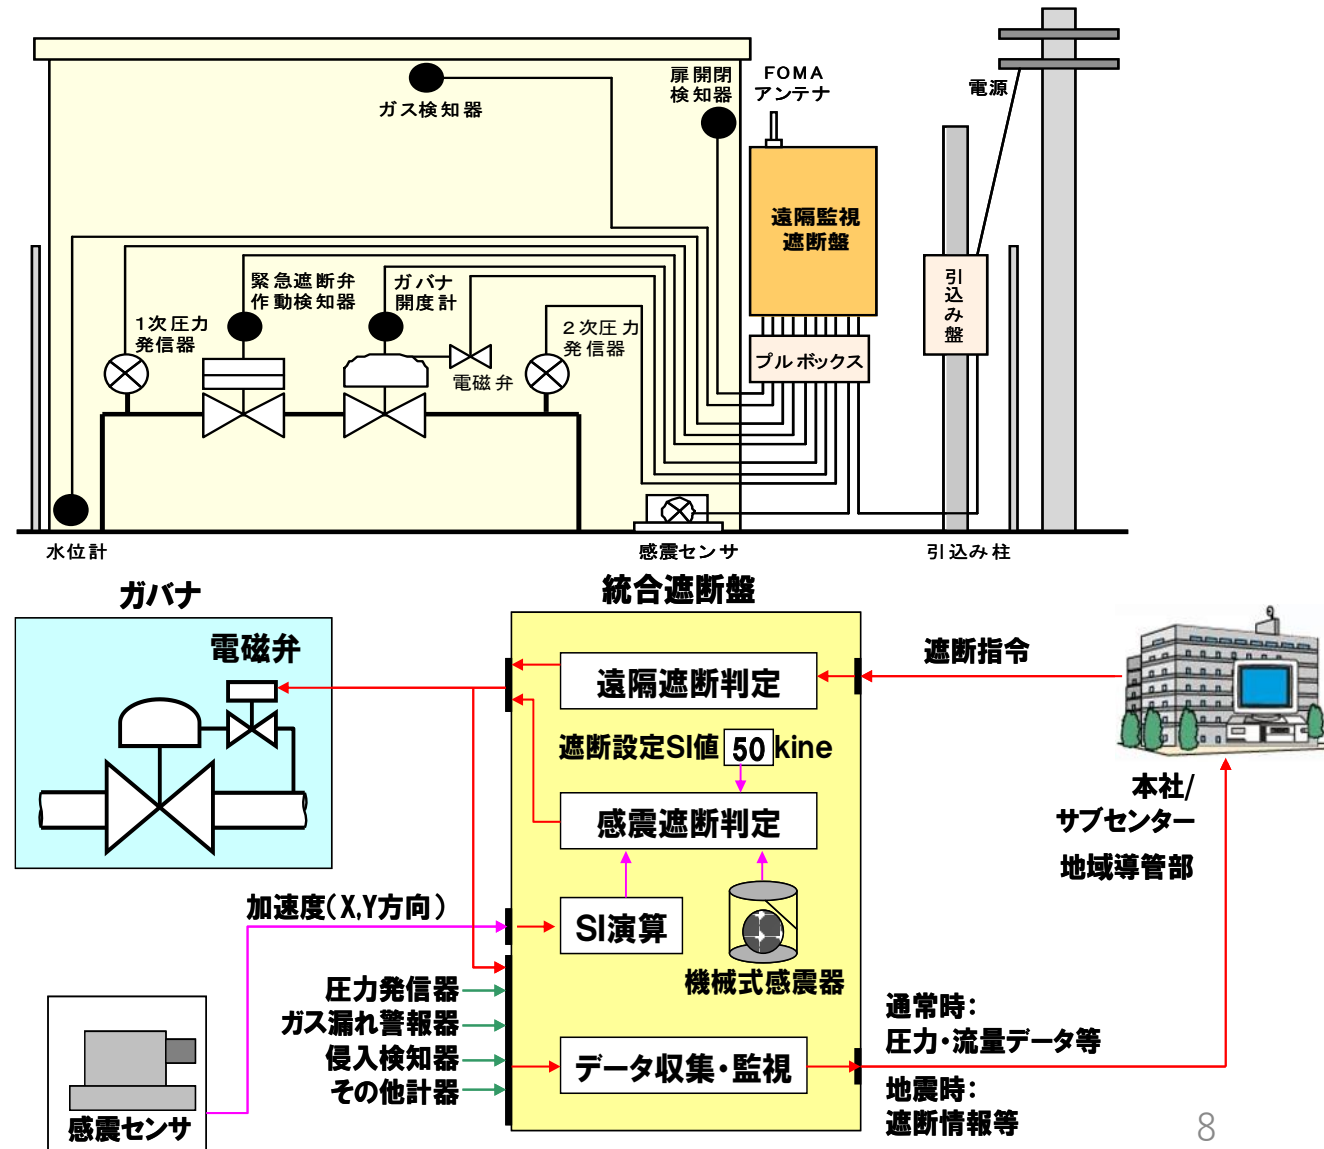 ガス検知器
扉開閉
検知器
FOMA
アンテナ
電源
遠隔監視
遮断盤
引込み盤
緊急遮断弁
作動検知器
ガバナ
開度計
1次圧力
発信器
2次圧力
発信器
電磁弁
プルボックス
水位計
感震センサ
引込み柱
ガバナ
統合遮断盤
電磁弁
遠隔遮断判定
遮断指令
遮断設定SI値 50 kine
感震遮断判定
本社/
サブセンター
地域導管部
加速度(X,Y方向)
SI演算
機械式感震器
圧力発信器
ガス漏れ警報器
侵入検知器
その他計器
データ収集・監視
通常時:
圧力・流量データ等
地震時:
遮断情報等
感震センサ
8